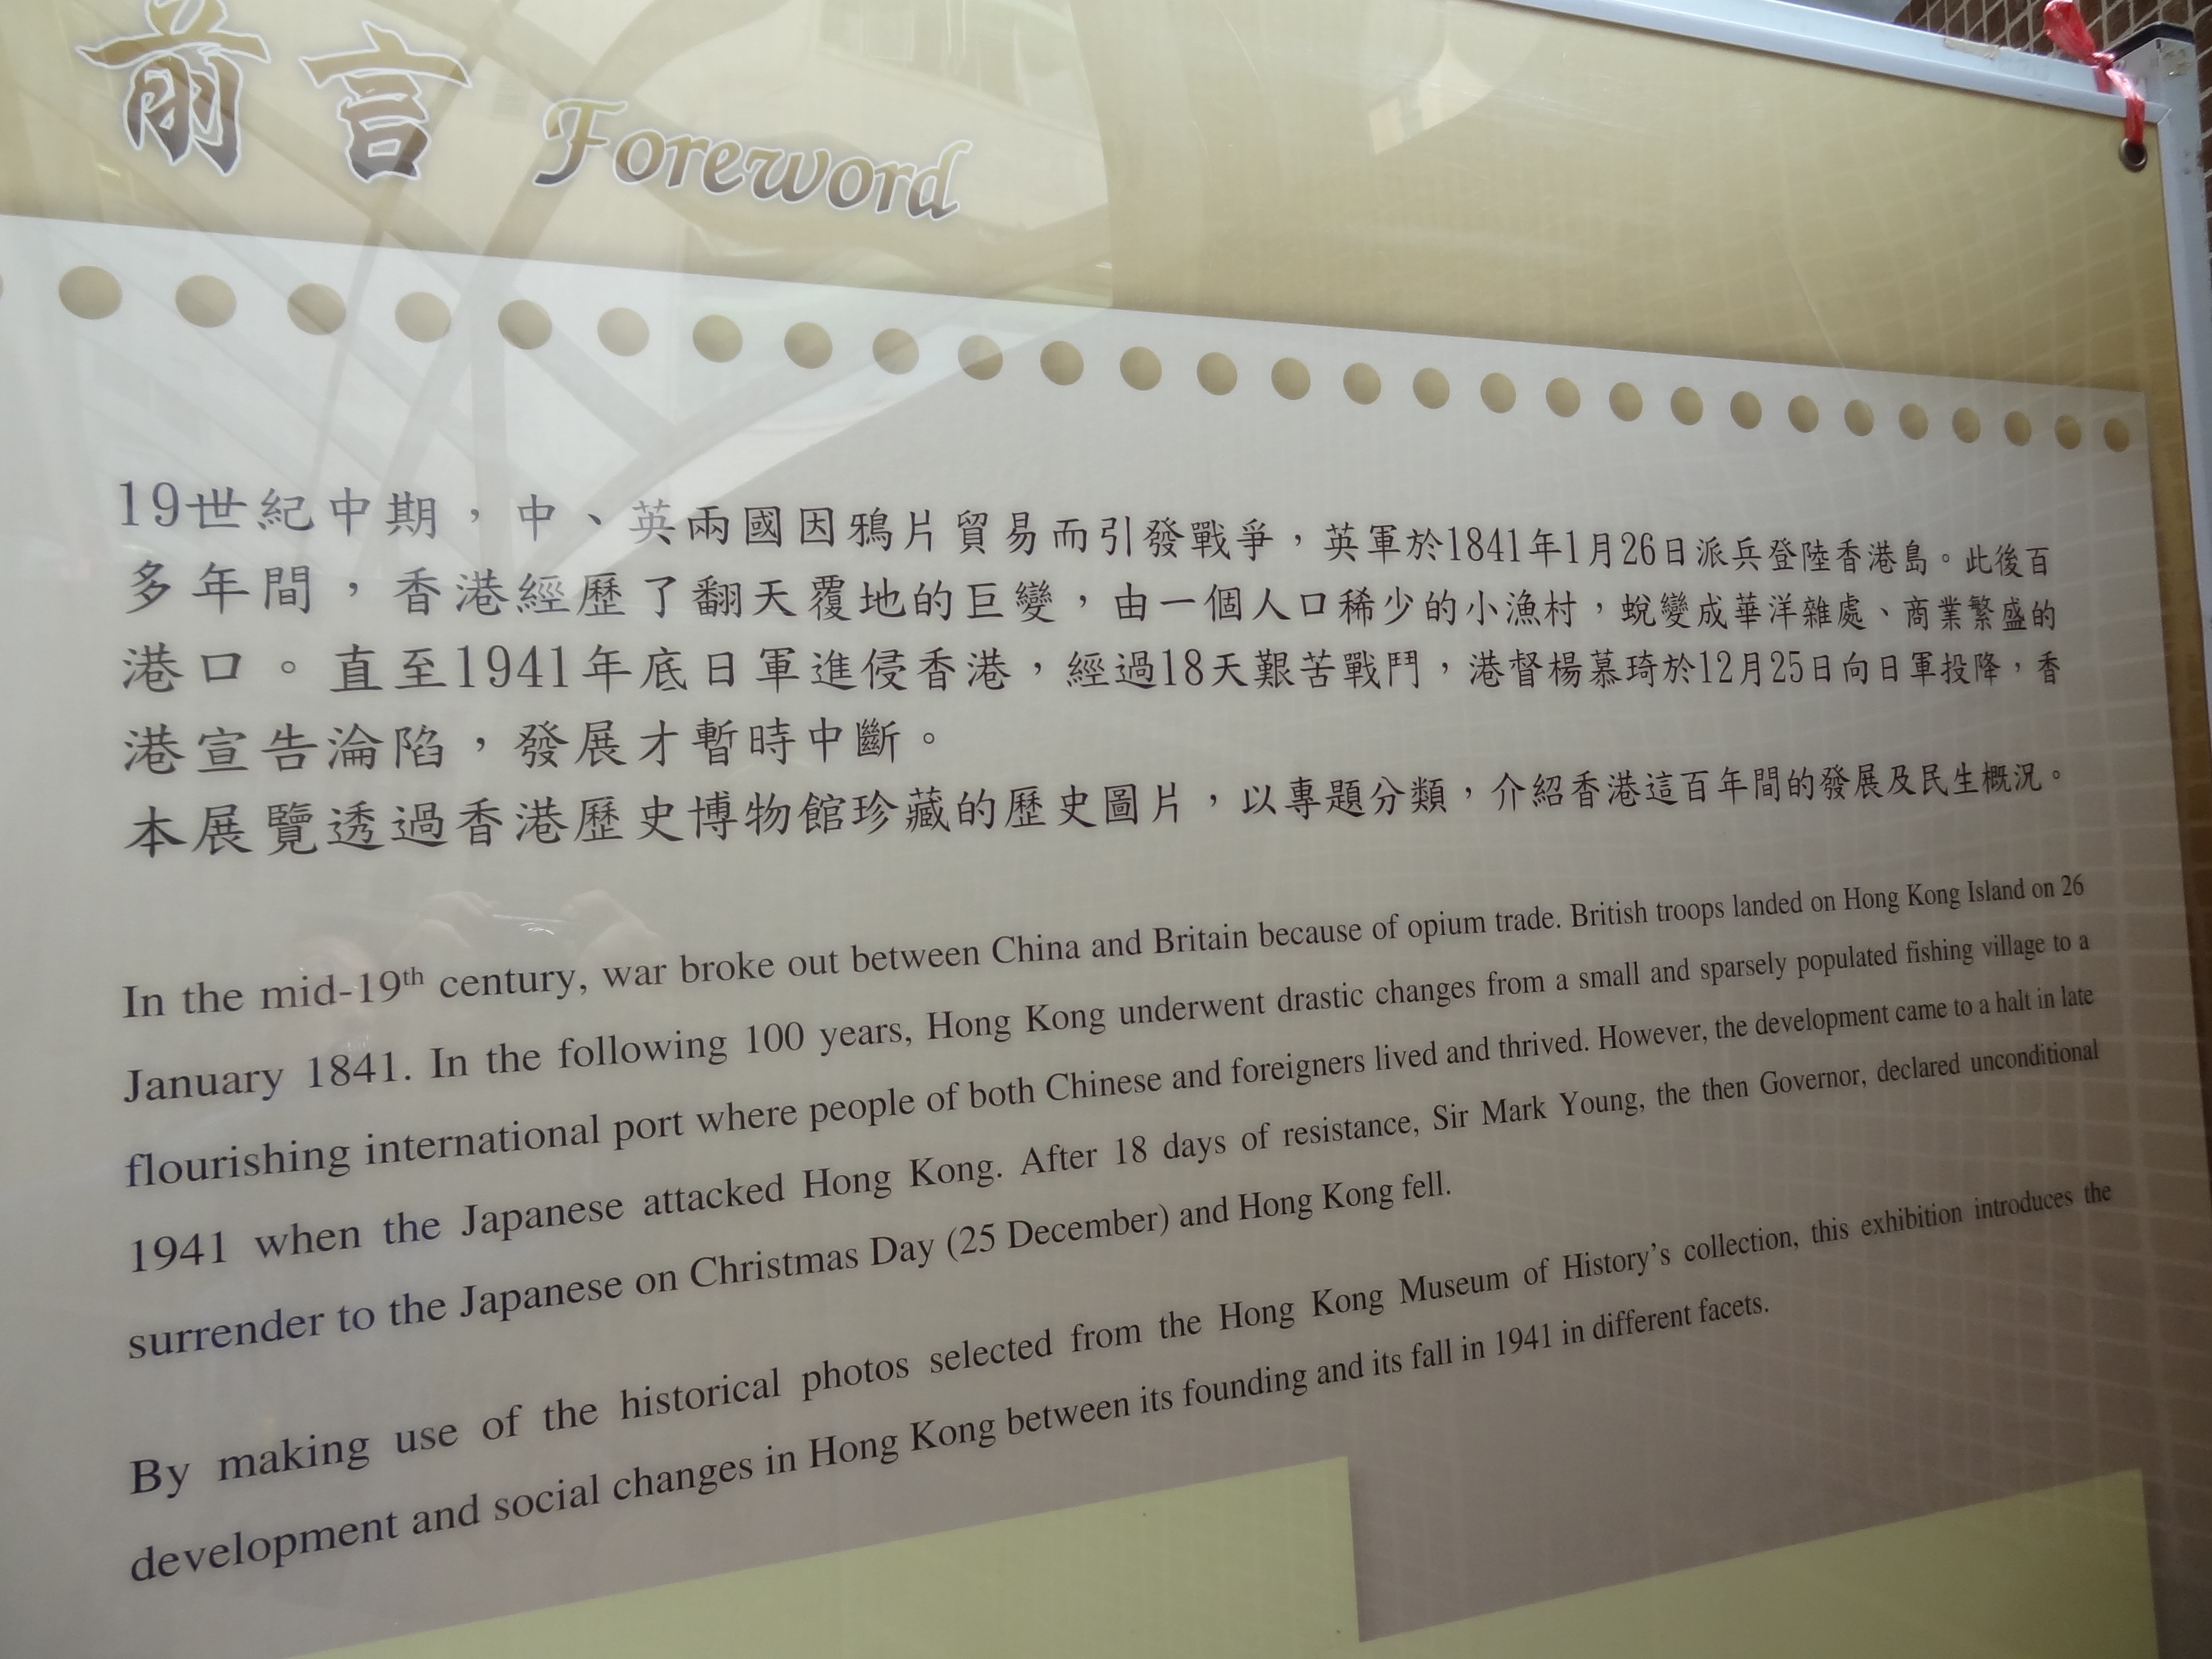 前言 Foreword
19世紀中期，中、英兩國因鴉片貿易而引發戰爭，英軍於1841年1月26日派兵登陸香港島。此後百
多年間，香港經歷了翻天覆地的巨變，由一個人口稀少的小漁村，蛻變成華洋雜處、商業繁盛的
港口。直至1941年底日軍進侵香港，經過18天艱苦戰鬥，港督楊慕琦於12月25日向日軍投降，香
港宣告淪陷，發展才暫時中斷。
本展覽透過香港歷史博物館珍藏的歷史圖片，以專題分類，介紹香港這百年間的發展及民生概況。
In the mid-19th century, war broke out between China and Britain because of opium trade. British troops landed on Hong Kong Island on 26
January 1841. In the following 100 years, Hong Kong underwent drastic changes from a small and sparsely populated fishing village to a
flourishing international port where people of both Chinese and foreigners lived and thrived. However, the development came to a halt in late
1941 when the Japanese attacked Hong Kong. After 18 days of resistance, Sir Mark Young, the then Governor, declared unconditional
surrender to the Japanese on Christmas Day (25 December) and Hong Kong fell.
By making use of the historical photos selected from the Hong Kong Museum of History's collection, this exhibition introduces the
development and social changes in Hong Kong between its founding and its fall in 1941 in different facets.